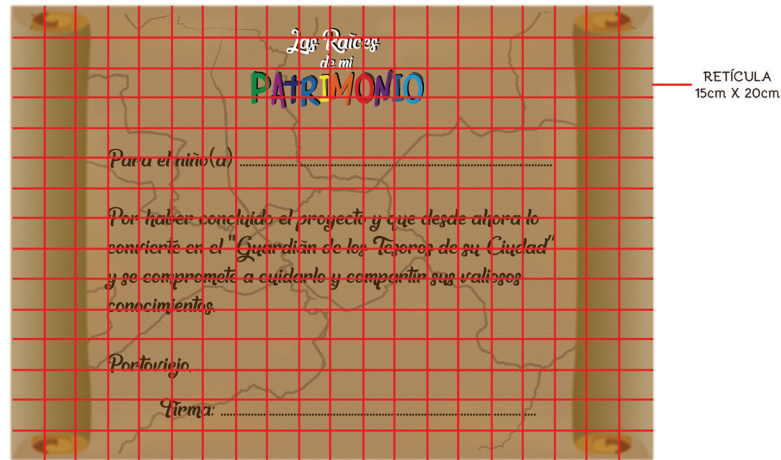 Las Raíces
de mi
PATRIMONIO
RETÍCULA
15cm X 20cm
Para el niño(a) ........................................................
Por haber concluido el proyecto y que desde ahora lo
convierte en el "Guardián de los Tesoros de su Ciudad"
y se compromete a cuidarlo y compartir sus valiosos
conocimientos.
Portoviejo,
Firma: ........................................................